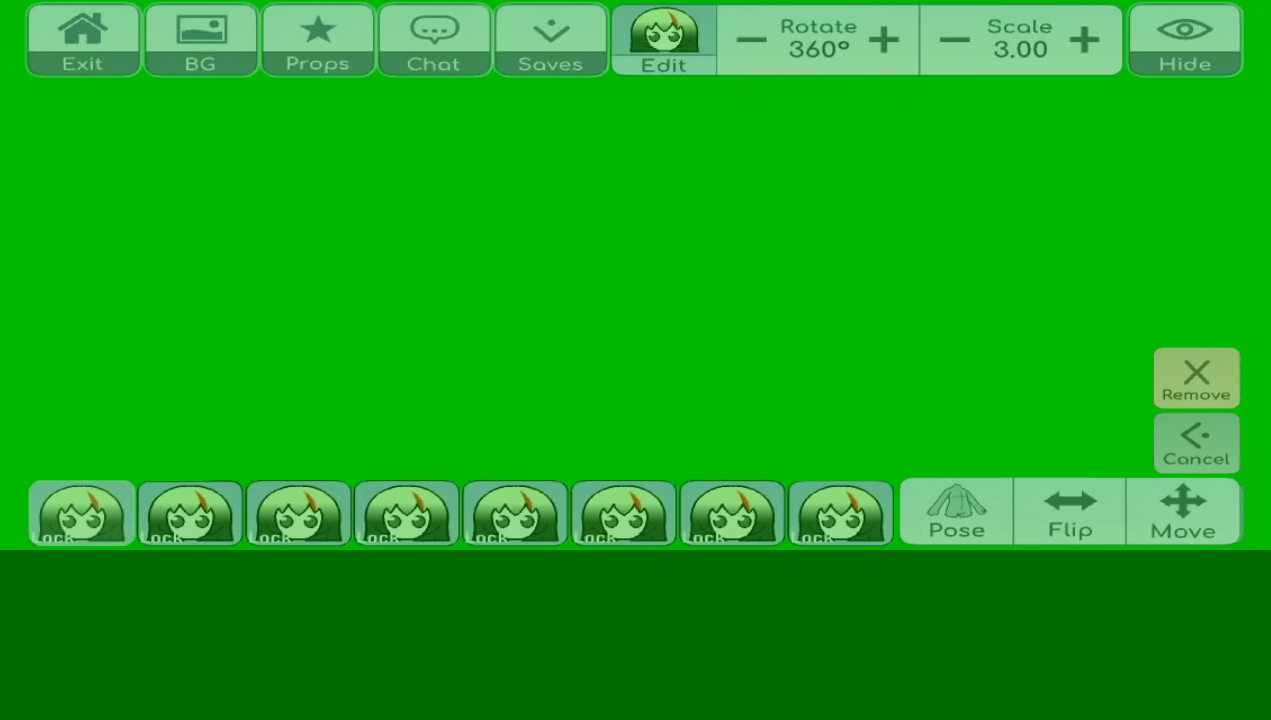 Exit
BG
Props
Chat
Saves
Edit
Rotate
360°
Scale
3.00
Hide
Remove
Cancel
Lock
Lock
Lock
Lock
Lock
Lock
Lock
Lock
Pose
Flip
Move